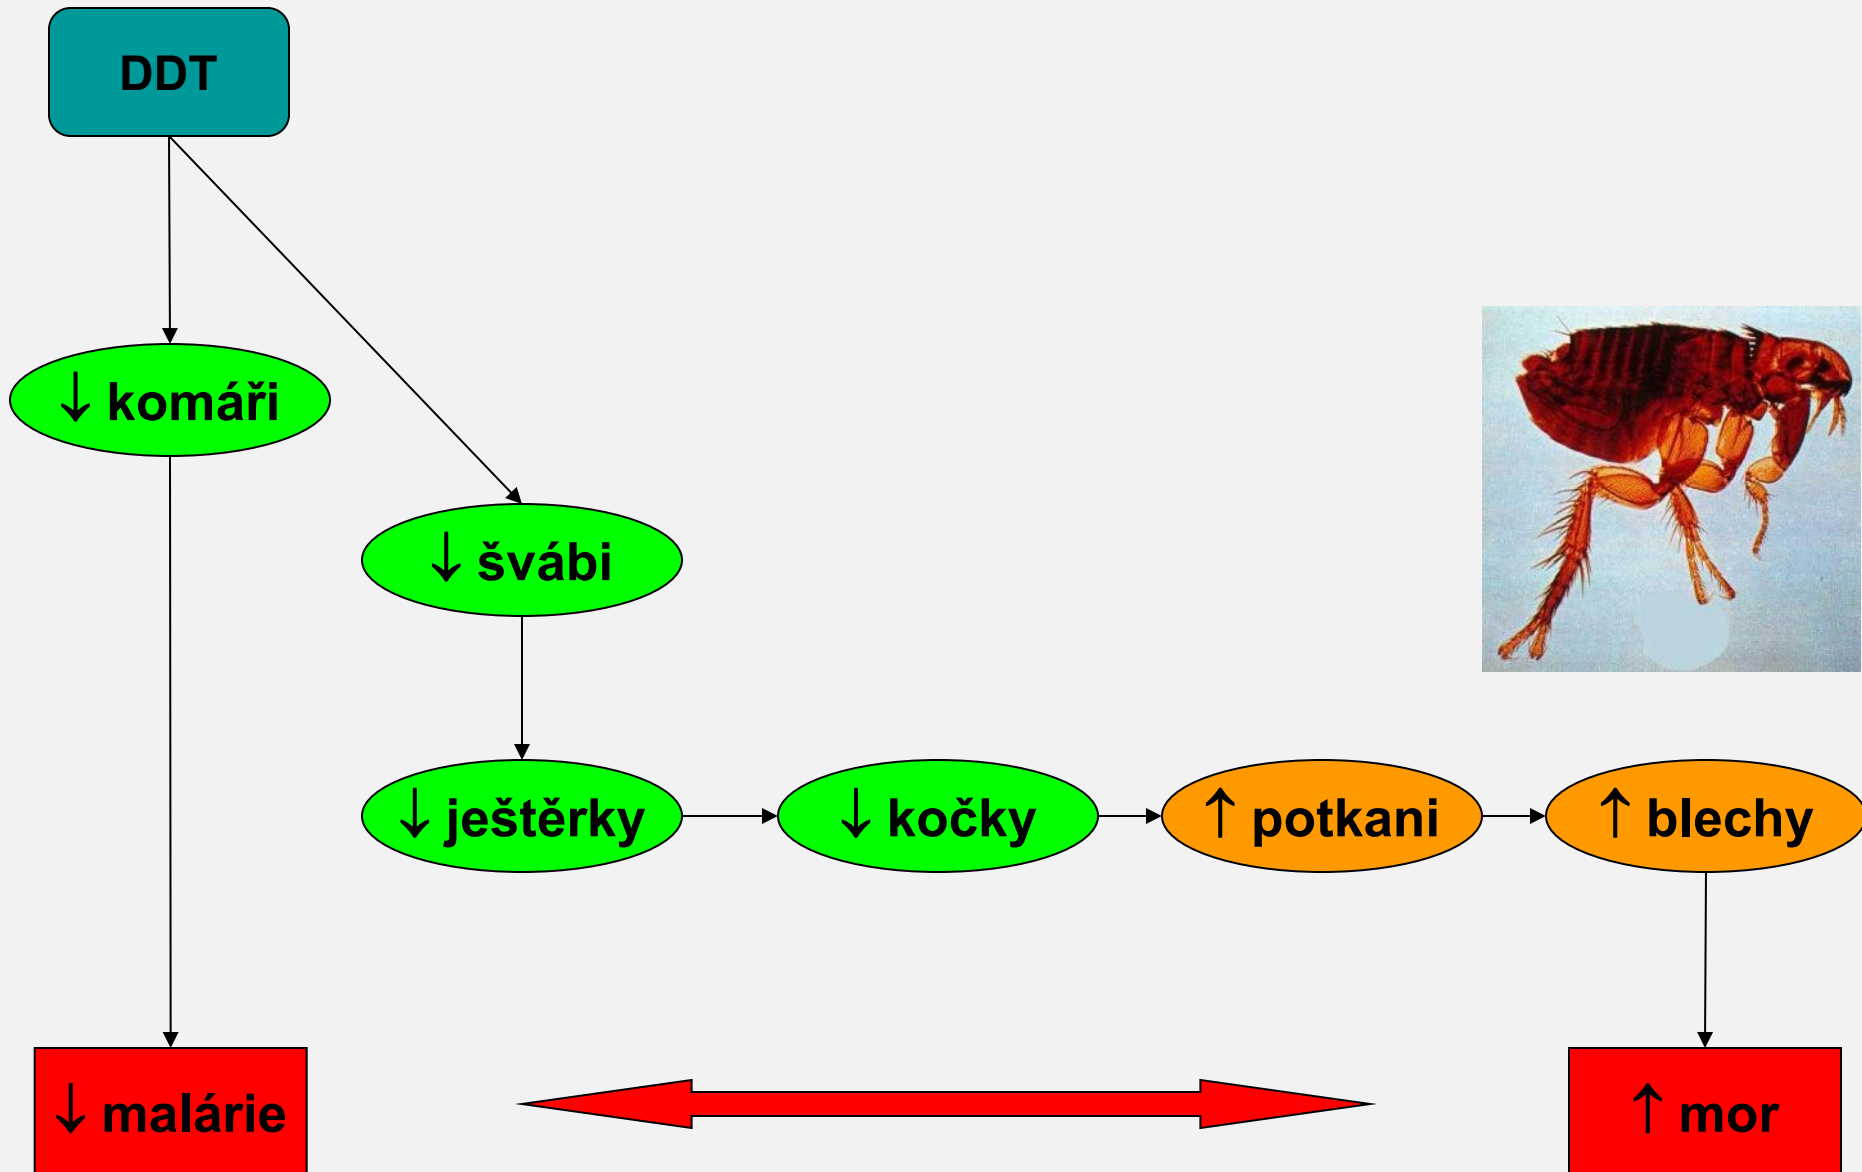 DDT
↓ komáři
↓ švábi
↓ ještěrky
↓ kočky
↑ potkani
↑ blechy
↓ malárie
↑ mor